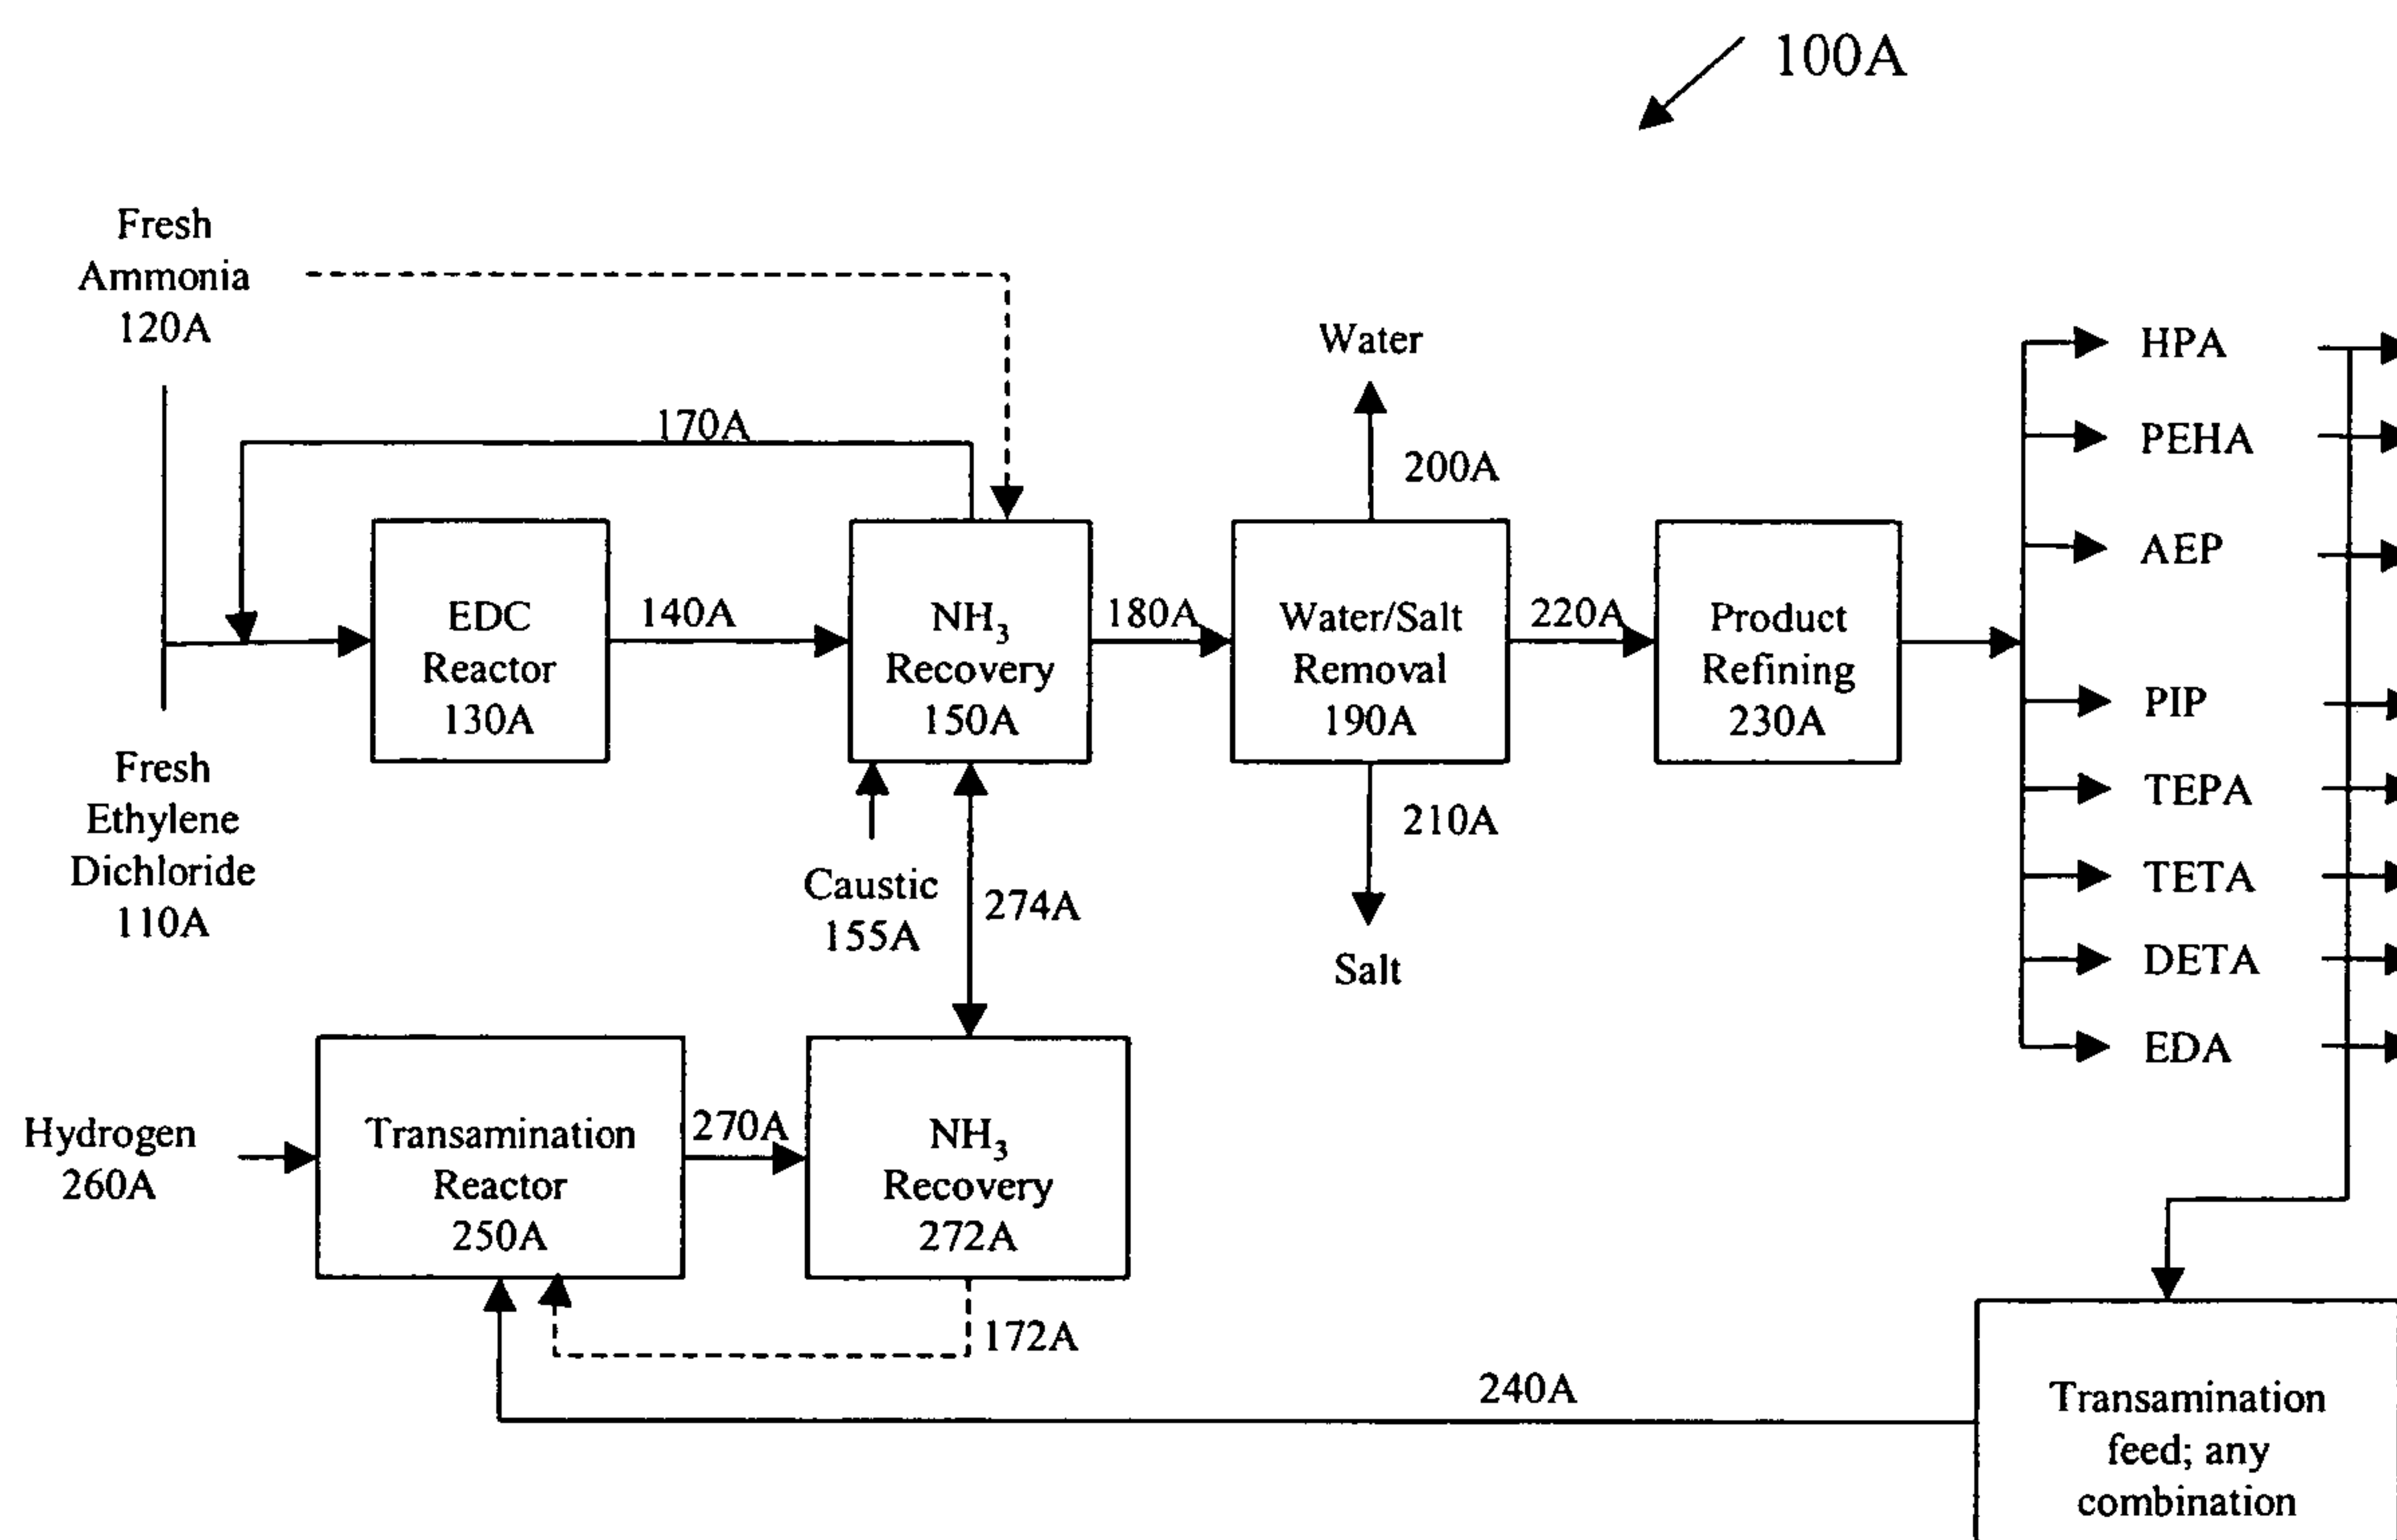 100A
Fresh
Ammonia
120A
170A
Water
200A
HPA
PEHA
AEP
PIP
TEPA
TETA
DETA
EDA
EDC
Reactor
130A
140A
NH3
Recovery
150A
180A
Water/Salt
Removal
190A
220A
Product
Refining
230A
Fresh
Ethylene
Dichloride
110A
Caustic
155A
274A
210A
Salt
Hydrogen
260A
Transamination
Reactor
250A
270A
NH3
Recovery
272A
172A
240A
Transamination
feed; any
combination